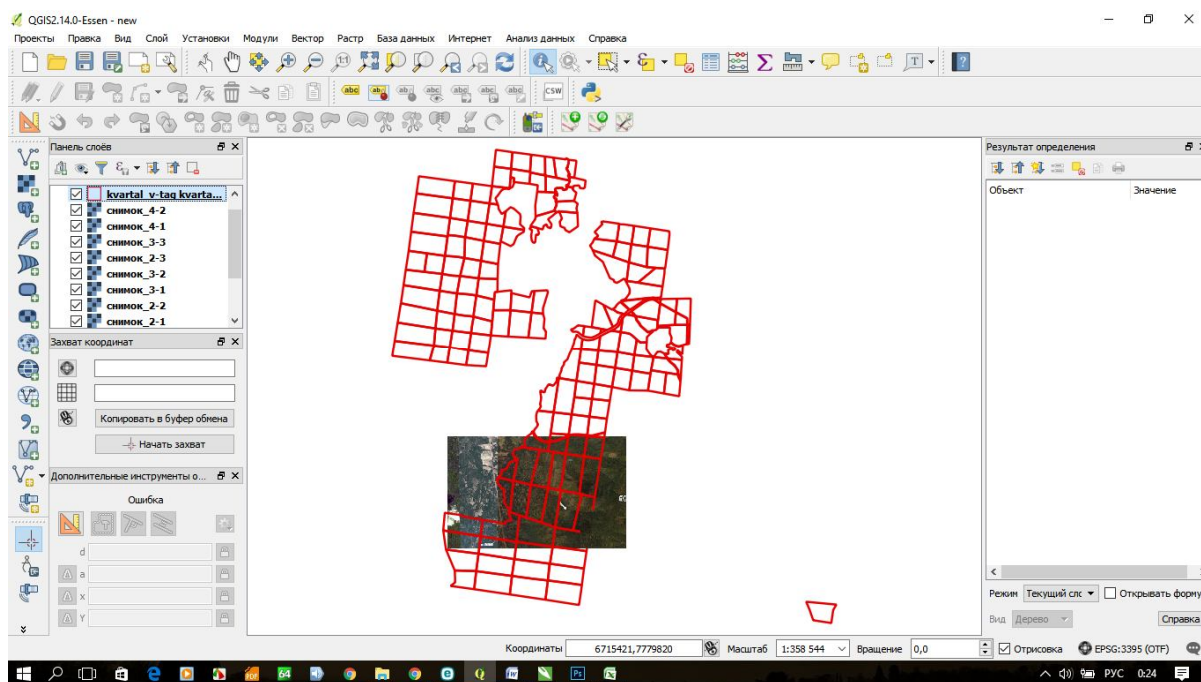 QGIS2.14.0-Essen - new
Проекты Правка Вид Слой Установки Модули Вектор Растр База данных Интернет Анализ данных Справка
Панель слоёв
kvartal_v-taq kvarta...
снимок_4-2
снимок_4-1
снимок_3-3
снимок_2-3
снимок_3-2
снимок_3-1
снимок_2-2
снимок_2-1
Захват координат
Копировать в буфер обмена
Начать захват
Дополнительные инструменты о...
Ошибка
d
a
x
Y
Результат определения
Объект Значение
Режим Текущий слс Открывать форму
Вид Дерево Справка
Координаты 6715421,7779820 Масштаб 1:358 544 Вращение 0,0 Отрисовка EPSG:3395 (OTF)
РУС 0:24